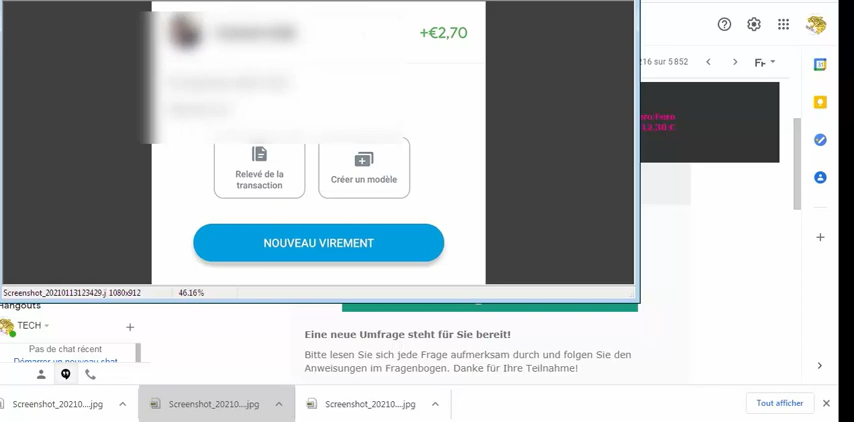 +€2,70
216 sur 5 852
Relevé de la
transaction
Créer un modèle
NOUVEAU VIREMENT
Screenshot_20210113123429.j 1080x912
46.16%
Hangouts
TECH
Pas de chat récent
Démarrer un nouveau chat
Eine neue Umfrage steht für Sie bereit!
Bitte lesen Sie sich jede Frage aufmerksam durch und folgen Sie den
Anweisungen im Fragenbogen. Danke für Ihre Teilnahme!
Screenshot_20210....jpg
Screenshot_20210....jpg
Screenshot_20210....jpg
Tout afficher